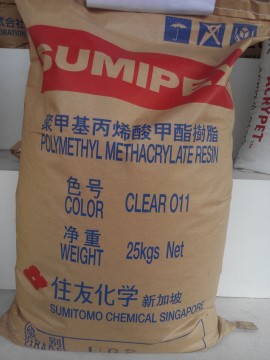 SUMIPEX
聚甲基丙烯酸甲酯樹脂
POLYMETHYL METHACRYLATE RESIN
色号
COLOR CLEAR 011
净重
WEIGHT 25kgs Net
住友化学 新加坡
SUMITOMO CHEMICAL SINGAPORE